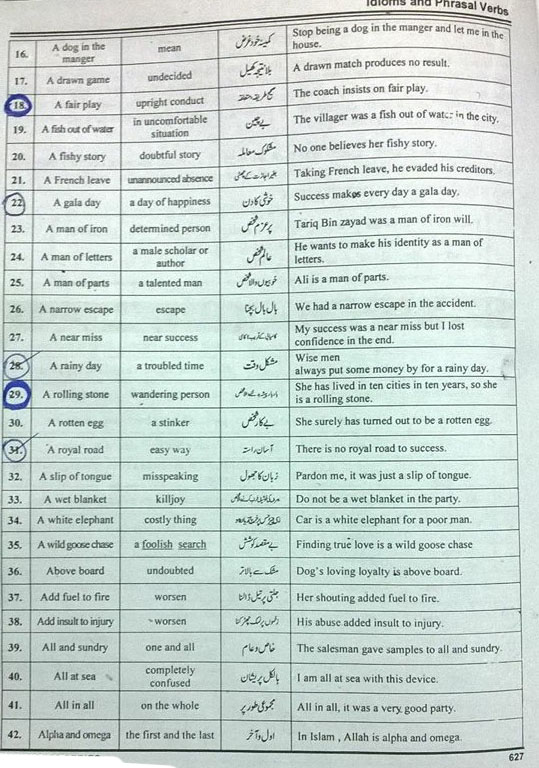 Idioms and Phrasal Verbs
16. A dog in the manger mean کمینہ خود غرض Stop being a dog in the manger and let me in the house.
17. A drawn game undecided بلا نتیجہ کھیل A drawn match produces no result.
18. A fair play upright conduct The coach insists on fair play.
19. A fish out of water in uncomfortable situation بے چین The villager was a fish out of water in the city.
20. A fishy story doubtful story مشکوک معاملہ No one believes her fishy story.
21. A French leave unannounced absence Taking French leave, he evaded his creditors.
22. A gala day a day of happiness خوشی کا دن Success makes every day a gala day.
23. A man of iron determined person پر عزم شخص Tariq Bin zayad was a man of iron will.
24. A man of letters a male scholar or author عالم شخص He wants to make his identity as a man of letters.
25. A man of parts a talented man خوبیوں والا شخص Ali is a man of parts.
26. A narrow escape escape بال بال بچنا We had a narrow escape in the accident.
27. A near miss near success My success was a near miss but I lost confidence in the end.
28. A rainy day a troubled time مشکل وقت Wise men always put some money by for a rainy day.
29. A rolling stone wandering person She has lived in ten cities in ten years, so she is a rolling stone.
30. A rotten egg a stinker بے کار شخص She surely has turned out to be a rotten egg.
31. A royal road easy way آسان راستہ There is no royal road to success.
32. A slip of tongue misspeaking زبان کا پھسول Pardon me, it was just a slip of tongue.
33. A wet blanket killjoy Do not be a wet blanket in the party.
34. A white elephant costly thing Car is a white elephant for a poor man.
35. A wild goose chase a foolish search بے مقصد کوشش Finding true love is a wild goose chase
36. Above board undoubted شک سے بالاتر Dog's loving loyalty is above board.
37. Add fuel to fire worsen جلتی پر تیل ڈالنا Her shouting added fuel to fire.
38. Add insult to injury worsen زخموں پر نمک چھڑکنا His abuse added insult to injury.
39. All and sundry one and all خاص و عام The salesman gave samples to all and sundry.
40. All at sea completely confused بالکل پریشان I am all at sea with this device.
41. All in all on the whole مجموعی طور پر All in all, it was a very good party.
42. Alpha and omega the first and the last اول و آخر In Islam , Allah is alpha and omega.
627